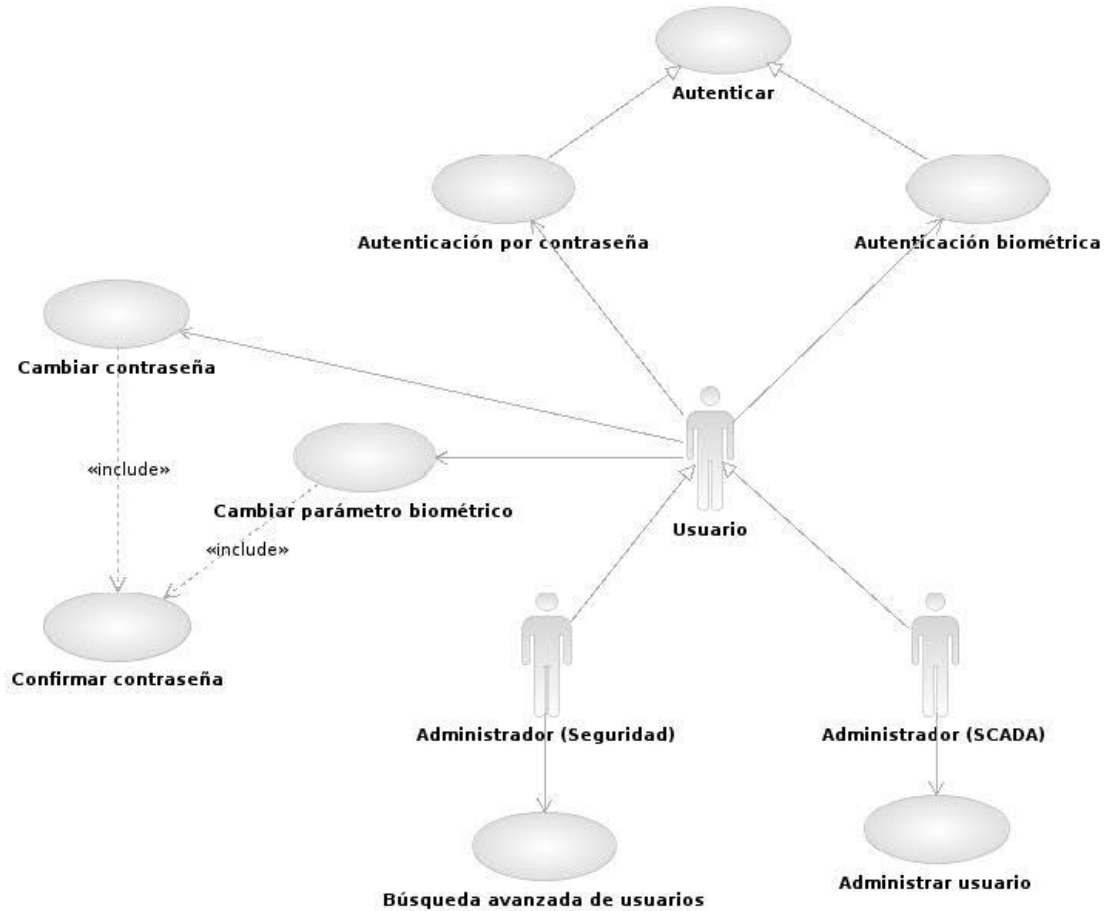 Autenticar
Autenticación por contraseña
Autenticación biométrica
Cambiar contraseña
«include»
Cambiar parámetro biométrico
Usuario
«include»
Confirmar contraseña
Administrador (Seguridad)
Administrador (SCADA)
Búsqueda avanzada de usuarios
Administrar usuario